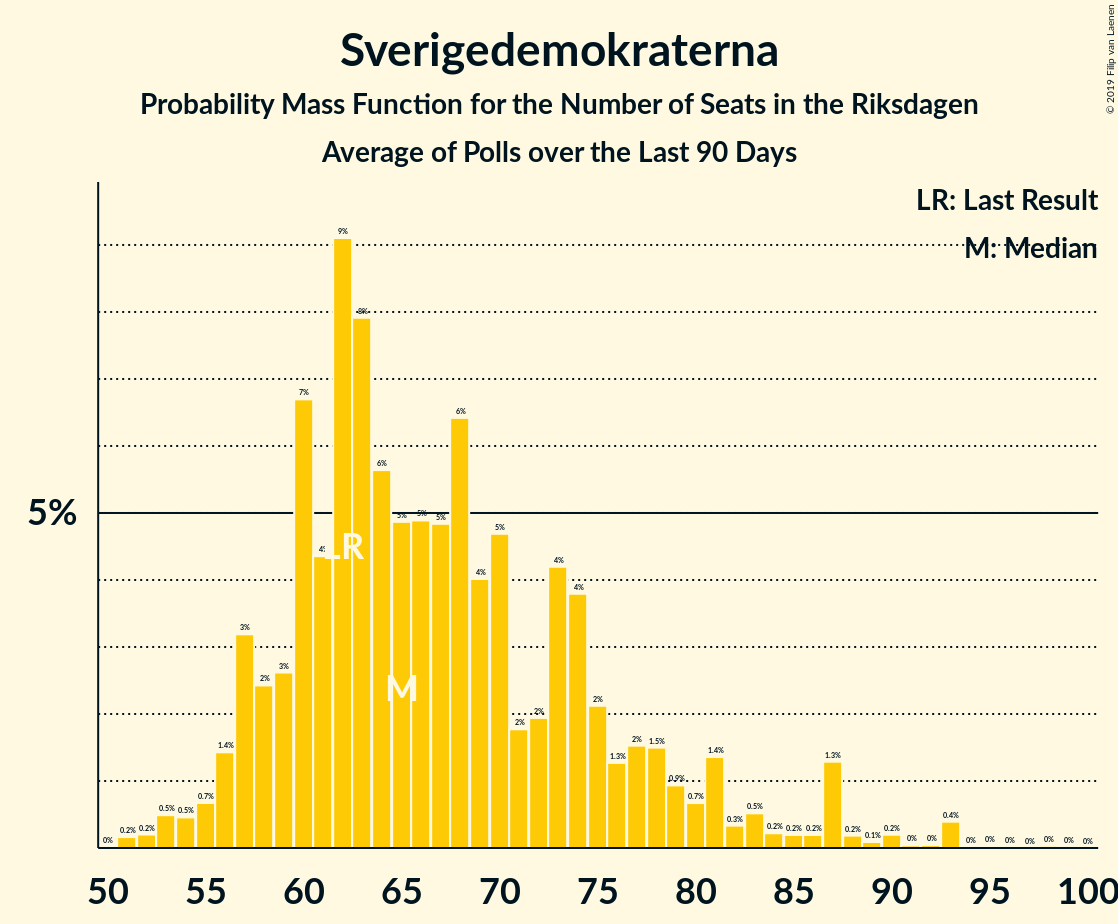 Sverigedemokraterna
Probability Mass Function for the Number of Seats in the Riksdagen
Average of Polls over the Last 90 Days
© 2019 Filip van Laenen
LR: Last Result
M: Median
5%
0% 0.2% 0.2% 0.5% 0.5% 0.7% 1.4% 3% 2% 3% 7% 4% 9% 8% 6% 5% 5% 5% 6% 4% 5% 2% 2% 4% 4% 2% 1.3% 2% 1.5% 0.9% 0.7% 1.4% 0.3% 0.5% 0.2% 0.2% 0.2% 1.3% 0.2% 0.1% 0.2% 0% 0% 0.4% 0% 0% 0% 0% 0% 0% 0%
LR
M
50 55 60 65 70 75 80 85 90 95 100